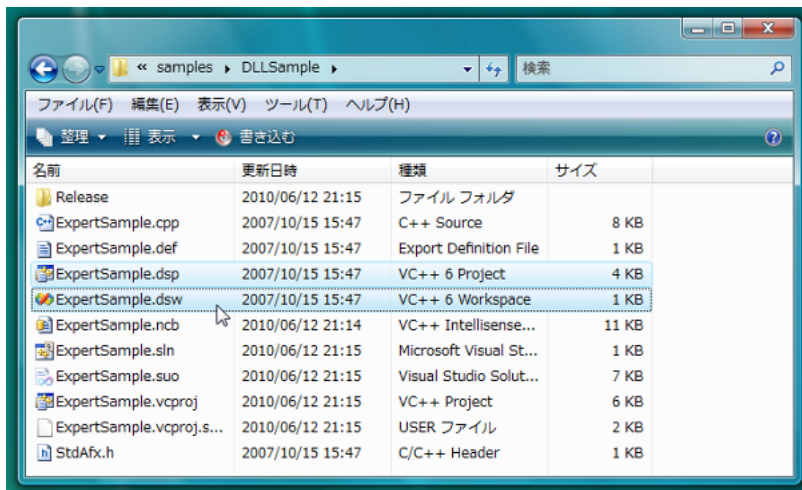 « samples ▸ DLLSample ▸ 検索
ファイル(F) 編集(E) 表示(V) ツール(T) ヘルプ(H)
整理 表示 書き込む
名前 更新日時 種類 サイズ
Release 2010/06/12 21:15 ファイル フォルダ
ExpertSample.cpp 2007/10/15 15:47 C++ Source 8 KB
ExpertSample.def 2007/10/15 15:47 Export Definition File 1 KB
ExpertSample.dsp 2007/10/15 15:47 VC++ 6 Project 4 KB
ExpertSample.dsw 2007/10/15 15:47 VC++ 6 Workspace 1 KB
ExpertSample.ncb 2010/06/12 21:14 VC++ Intellisense... 11 KB
ExpertSample.sln 2010/06/12 21:15 Microsoft Visual St... 1 KB
ExpertSample.suo 2010/06/12 21:15 Visual Studio Solut... 7 KB
ExpertSample.vcproj 2010/06/12 21:15 VC++ Project 6 KB
ExpertSample.vcproj.s... 2010/06/12 21:15 USER ファイル 2 KB
StdAfx.h 2007/10/15 15:47 C/C++ Header 1 KB